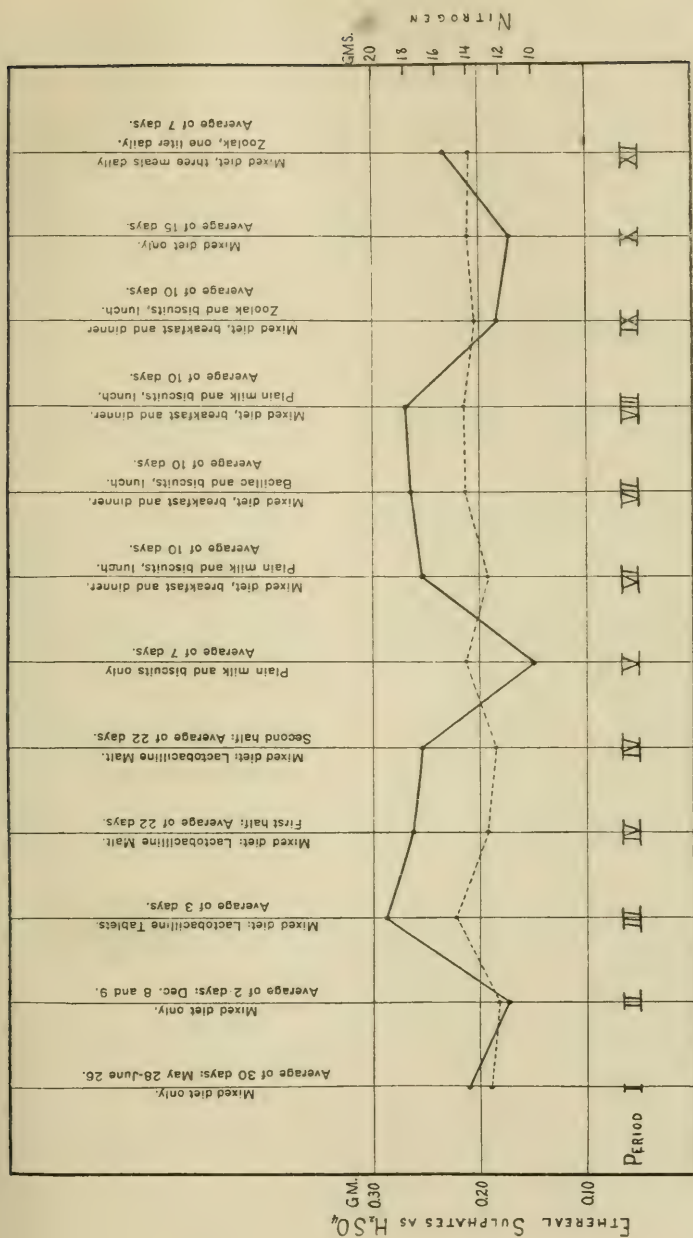 ETHEREAL SULPHATES AS H₂SO₄
GM.
0.30
0.20
0.10
Mixed diet only.
Average of 30 days: May 28-June 26.
Mixed diet only.
Average of 2 days: Dec. 8 and 9.
Mixed diet: Lactobacilline Tablets.
Average of 3 days.
Mixed diet: Lactobacilline Malt.
First half: Average of 22 days.
Mixed diet: Lactobacilline Malt.
Second half: Average of 22 days.
Plain milk and biscuits only
Average of 7 days.
Mixed diet, breakfast and dinner.
Plain milk and biscuits, lunch.
Average of 10 days.
Mixed diet, breakfast and dinner.
Bacillac and biscuits, lunch.
Average of 10 days.
Mixed diet, breakfast and dinner.
Plain milk and biscuits, lunch.
Average of 10 days.
Mixed diet, breakfast and dinner
Zoolak and biscuits, lunch.
Average of 10 days.
Mixed diet only.
Average of 15 days.
Mixed diet, three meals daily
Zoolak, one liter daily.
Average of 7 days.
PERIOD
I
II
III
IV
IV
V
VI
VII
VIII
IX
X
XI
GMS.
20
18
16
14
12
10
NITROGEN